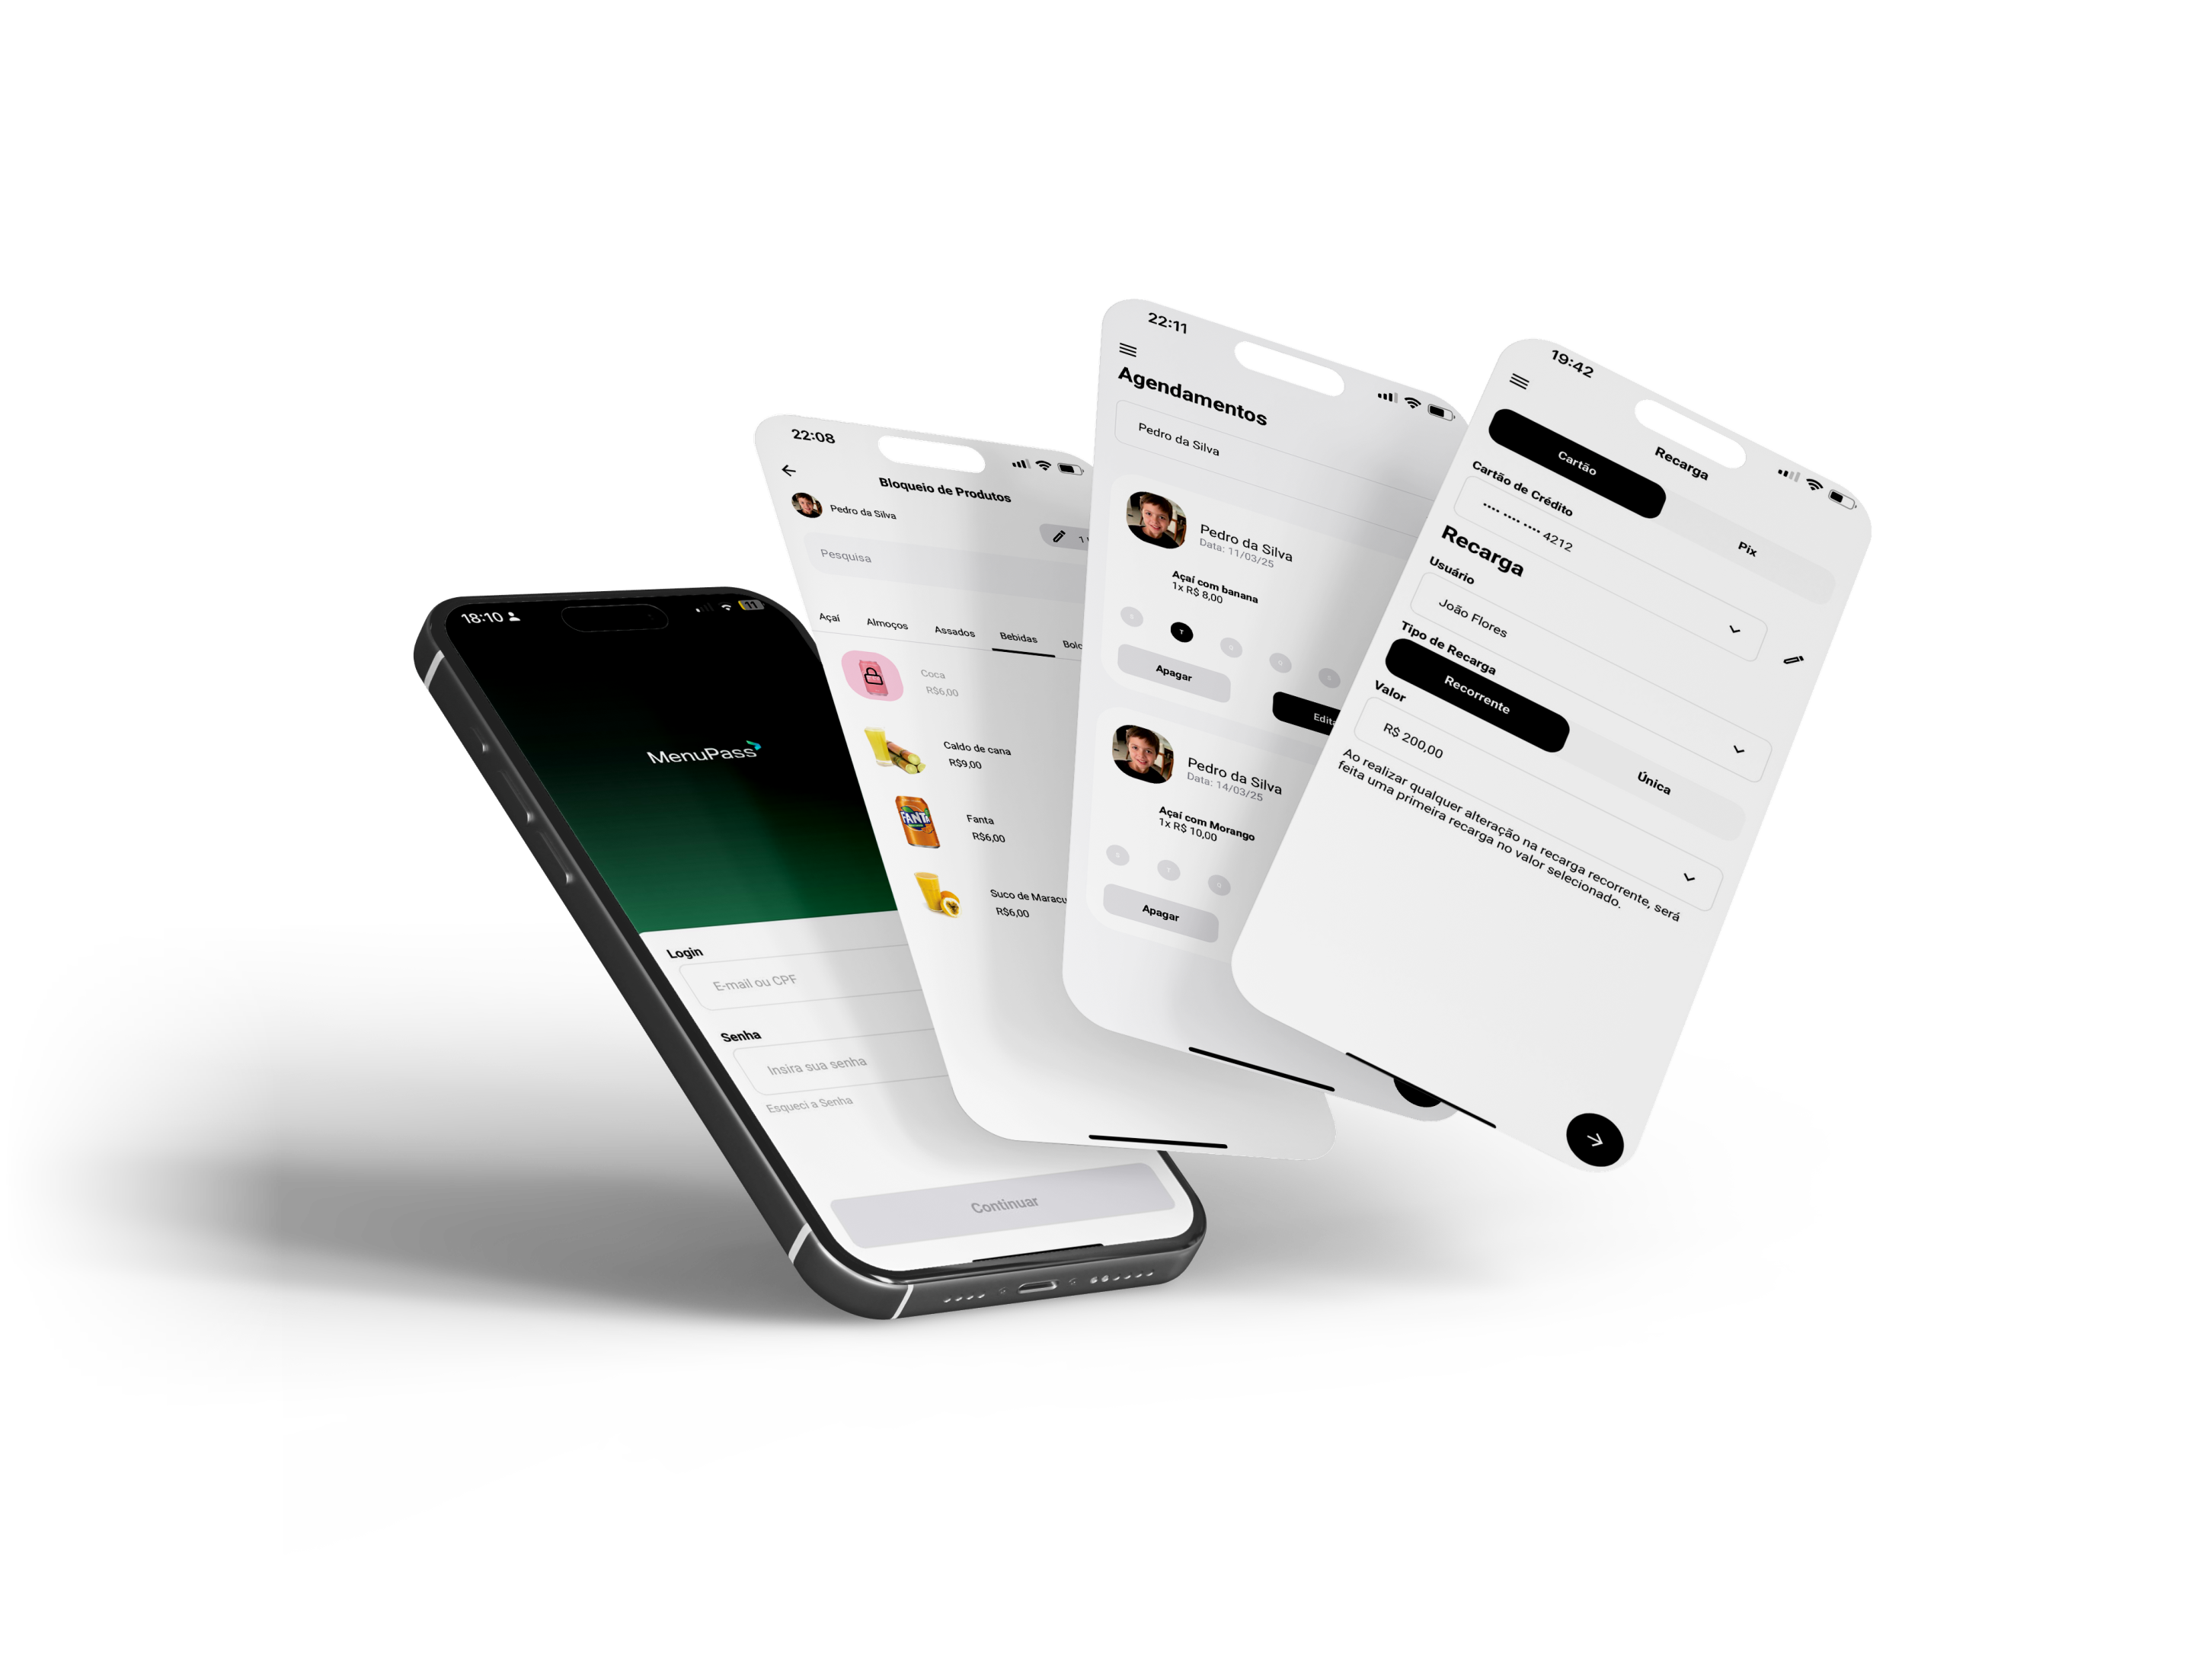 18:10
11
MenuPass
Login
E-mail ou CPF
Senha
Insira sua senha
Esqueci a Senha
Continuar
22:08
Bloqueio de Produtos
Pedro da Silva
1
Pesquisa
Açaí
Almoços
Assados
Bebidas
Coca
R$6,00
Caldo de cana
R$9,00
FANTA
Fanta
R$6,00
Suco de
R$6,00
22:11
Agendamentos
Pedro da Silva
Pedro da Silva
Data: 11/03/25
Açaí com banana
1x R$ 8,00
T
Apagar
Pedro da Silva
Data: 14/03/25
Açaí com Morango
1x R$ 10,00
Apagar
19:42
Recarga
Cartão
Pix
Cartão de Crédito
•••• •••• •••• 4212
Recarga
Usuário
João Flores
Tipo de Recarga
Recorrente
Única
Valor
R$ 200,00
Ao realizar qualquer alteração na recarga recorrente, será
feita uma primeira recarga no valor selecionado.